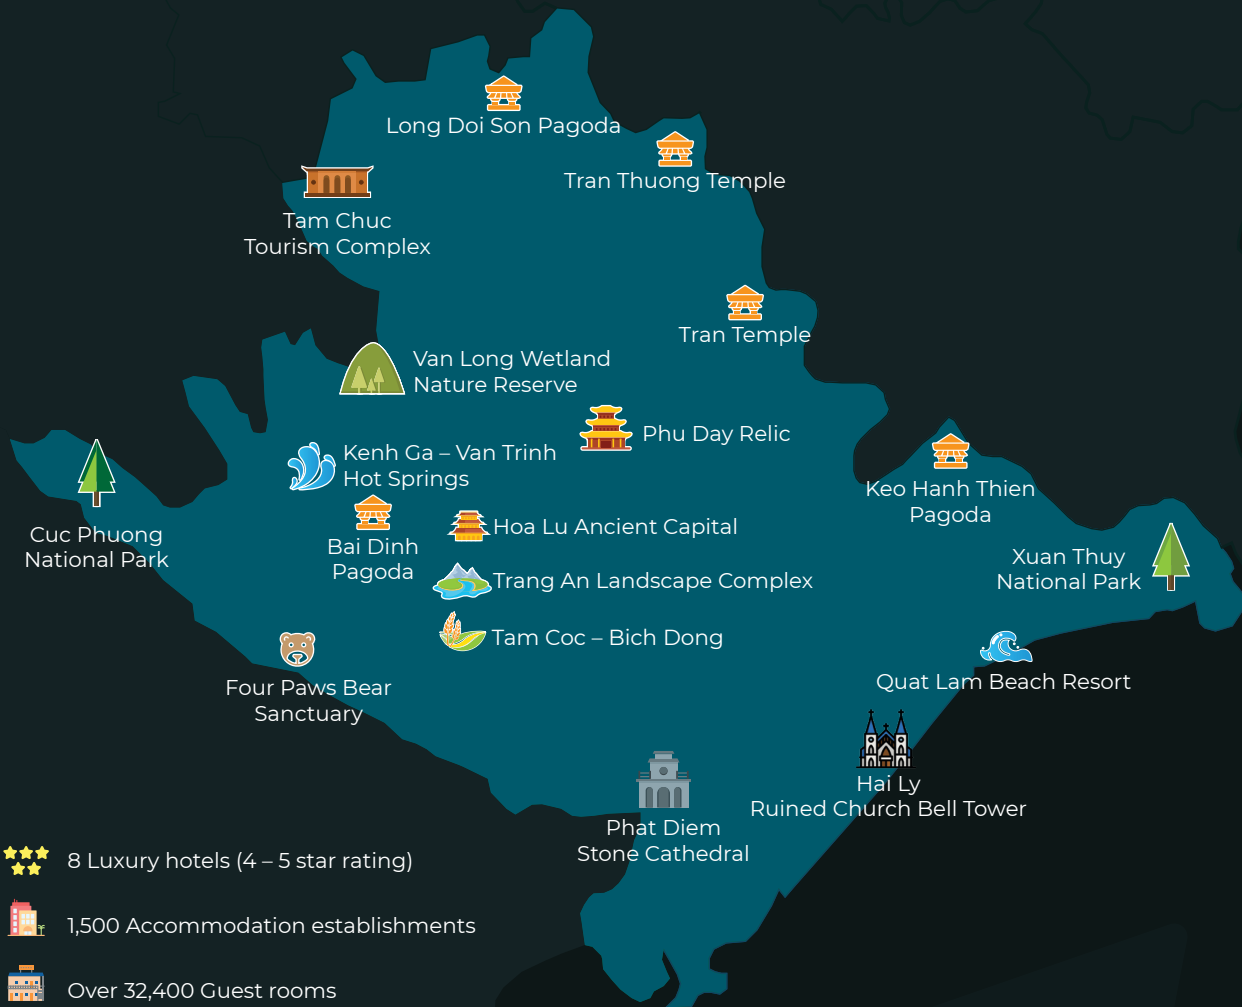 Long Doi Son Pagoda
Tran Thuong Temple
Tam Chuc
Tourism Complex
Tran Temple
Van Long Wetland
Nature Reserve
Phu Day Relic
Kenh Ga – Van Trinh
Hot Springs
Keo Hanh Thien
Pagoda
Cuc Phuong
National Park
Bai Dinh
Pagoda
Hoa Lu Ancient Capital
Xuan Thuy
National Park
Trang An Landscape Complex
Tam Coc – Bich Dong
Four Paws Bear
Sanctuary
Quat Lam Beach Resort
Hai Ly
Ruined Church Bell Tower
Phat Diem
Stone Cathedral
8 Luxury hotels (4 – 5 star rating)
1,500 Accommodation establishments
Over 32,400 Guest rooms